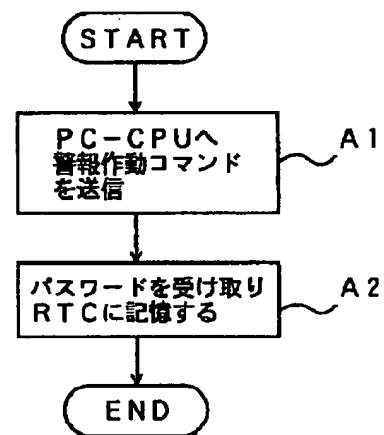 START
PC-CPUへ
警報作動コマンド
を送信
A1
パスワードを受け取り
RTCに記憶する
A2
END